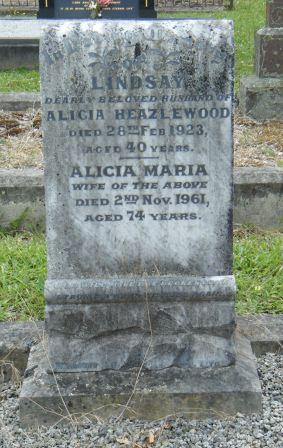 LINDSAY
DEARLY BELOVED HUSBAND OF
ALICIA HEAZLEWOOD
DIED 28TH FEB 1923,
AGED 40 YEARS.
ALICIA MARIA
WIFE OF THE ABOVE
DIED 2ND NOV. 1961,
AGED 74 YEARS.